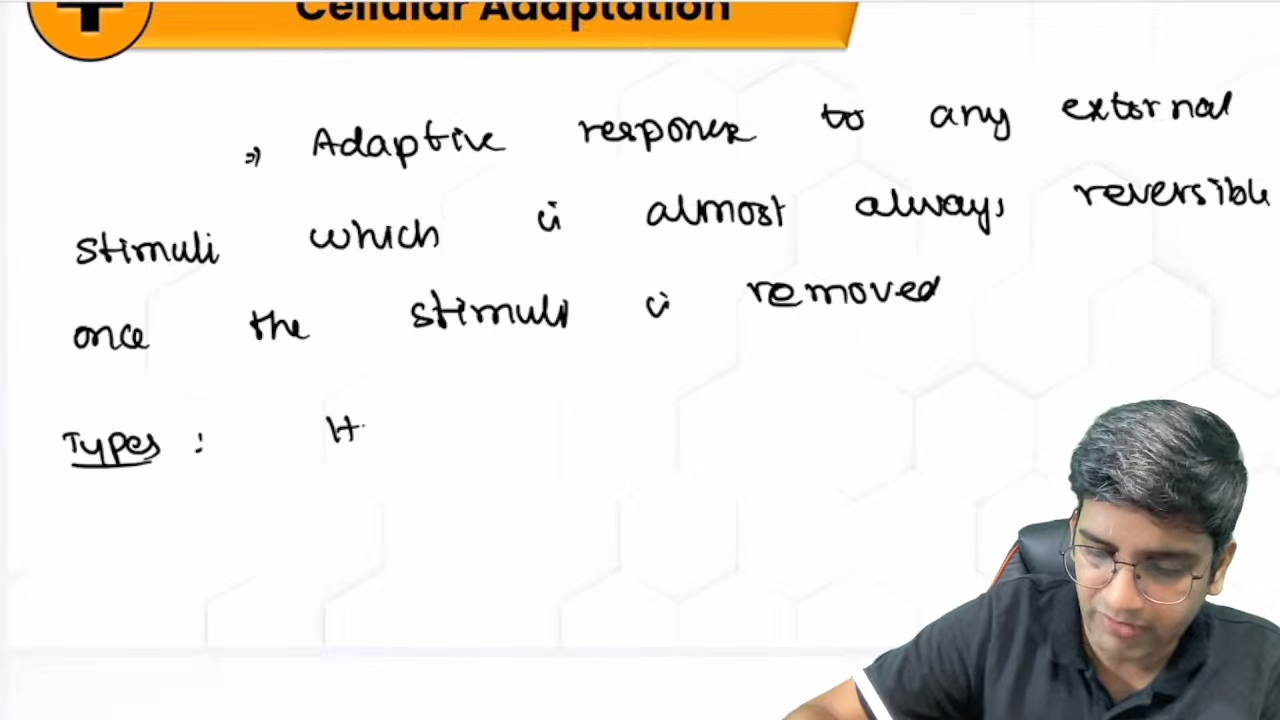 Cellular Adaptation
⇒ Adaptive response to any external
stimuli which is almost always reversible
once the stimuli is removed
Types : H